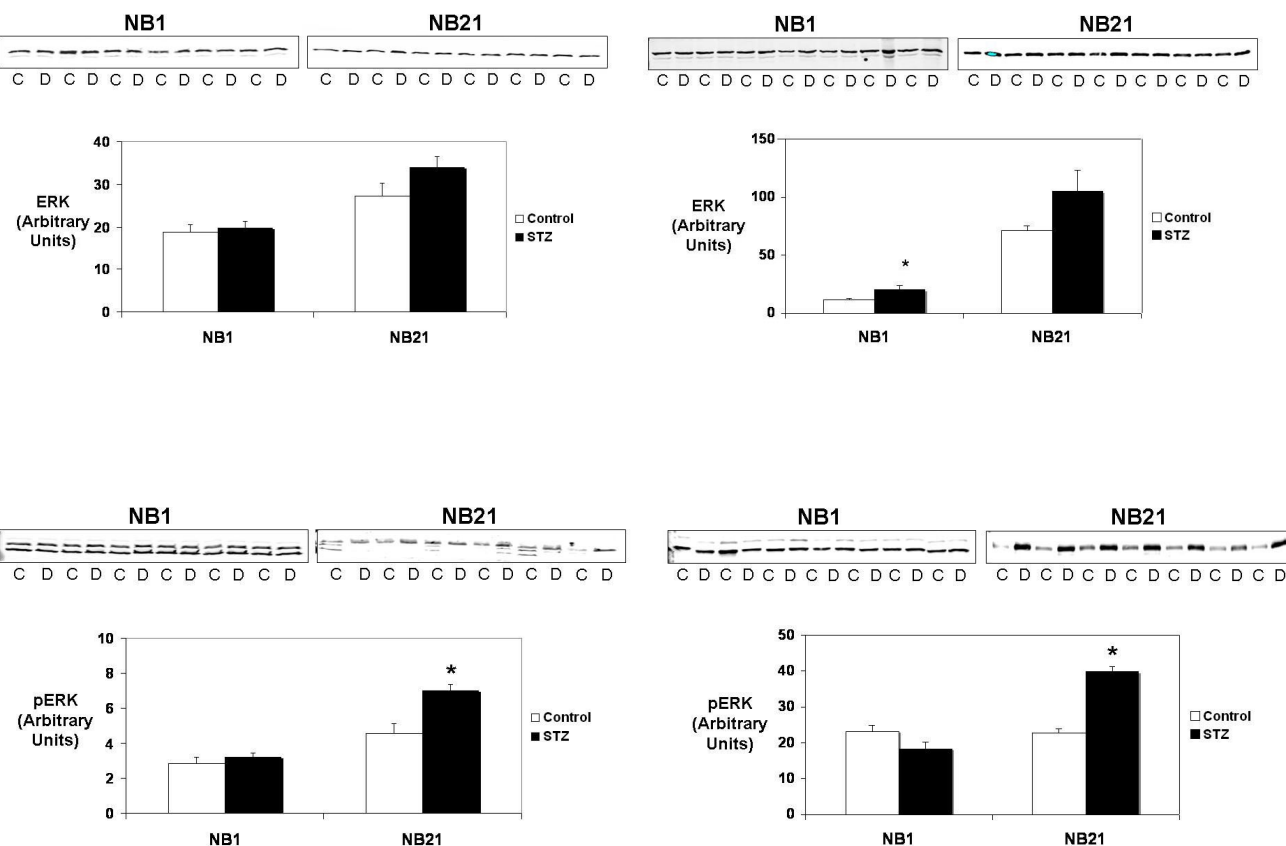 NB1
NB21
C D C D C D C D C D C D
C D C D C D C D C D C D
ERK
(Arbitrary
Units)
40
30
20
10
0
NB1
NB21
Control
STZ
NB1
NB21
C D C D C D C D C D C D C D
C D C D C D C D C D C D C D
ERK
(Arbitrary
Units)
150
100
50
0
*
NB1
NB21
Control
STZ
NB1
NB21
C D C D C D C D C D C D
C D C D C D C D C D C D
pERK
(Arbitrary
Units)
10
8
6
4
2
0
*
NB1
NB21
Control
STZ
NB1
NB21
C D C D C D C D C D C D C D
C D C D C D C D C D C D C D
pERK
(Arbitrary
Units)
50
40
30
20
10
0
*
NB1
NB21
Control
STZ